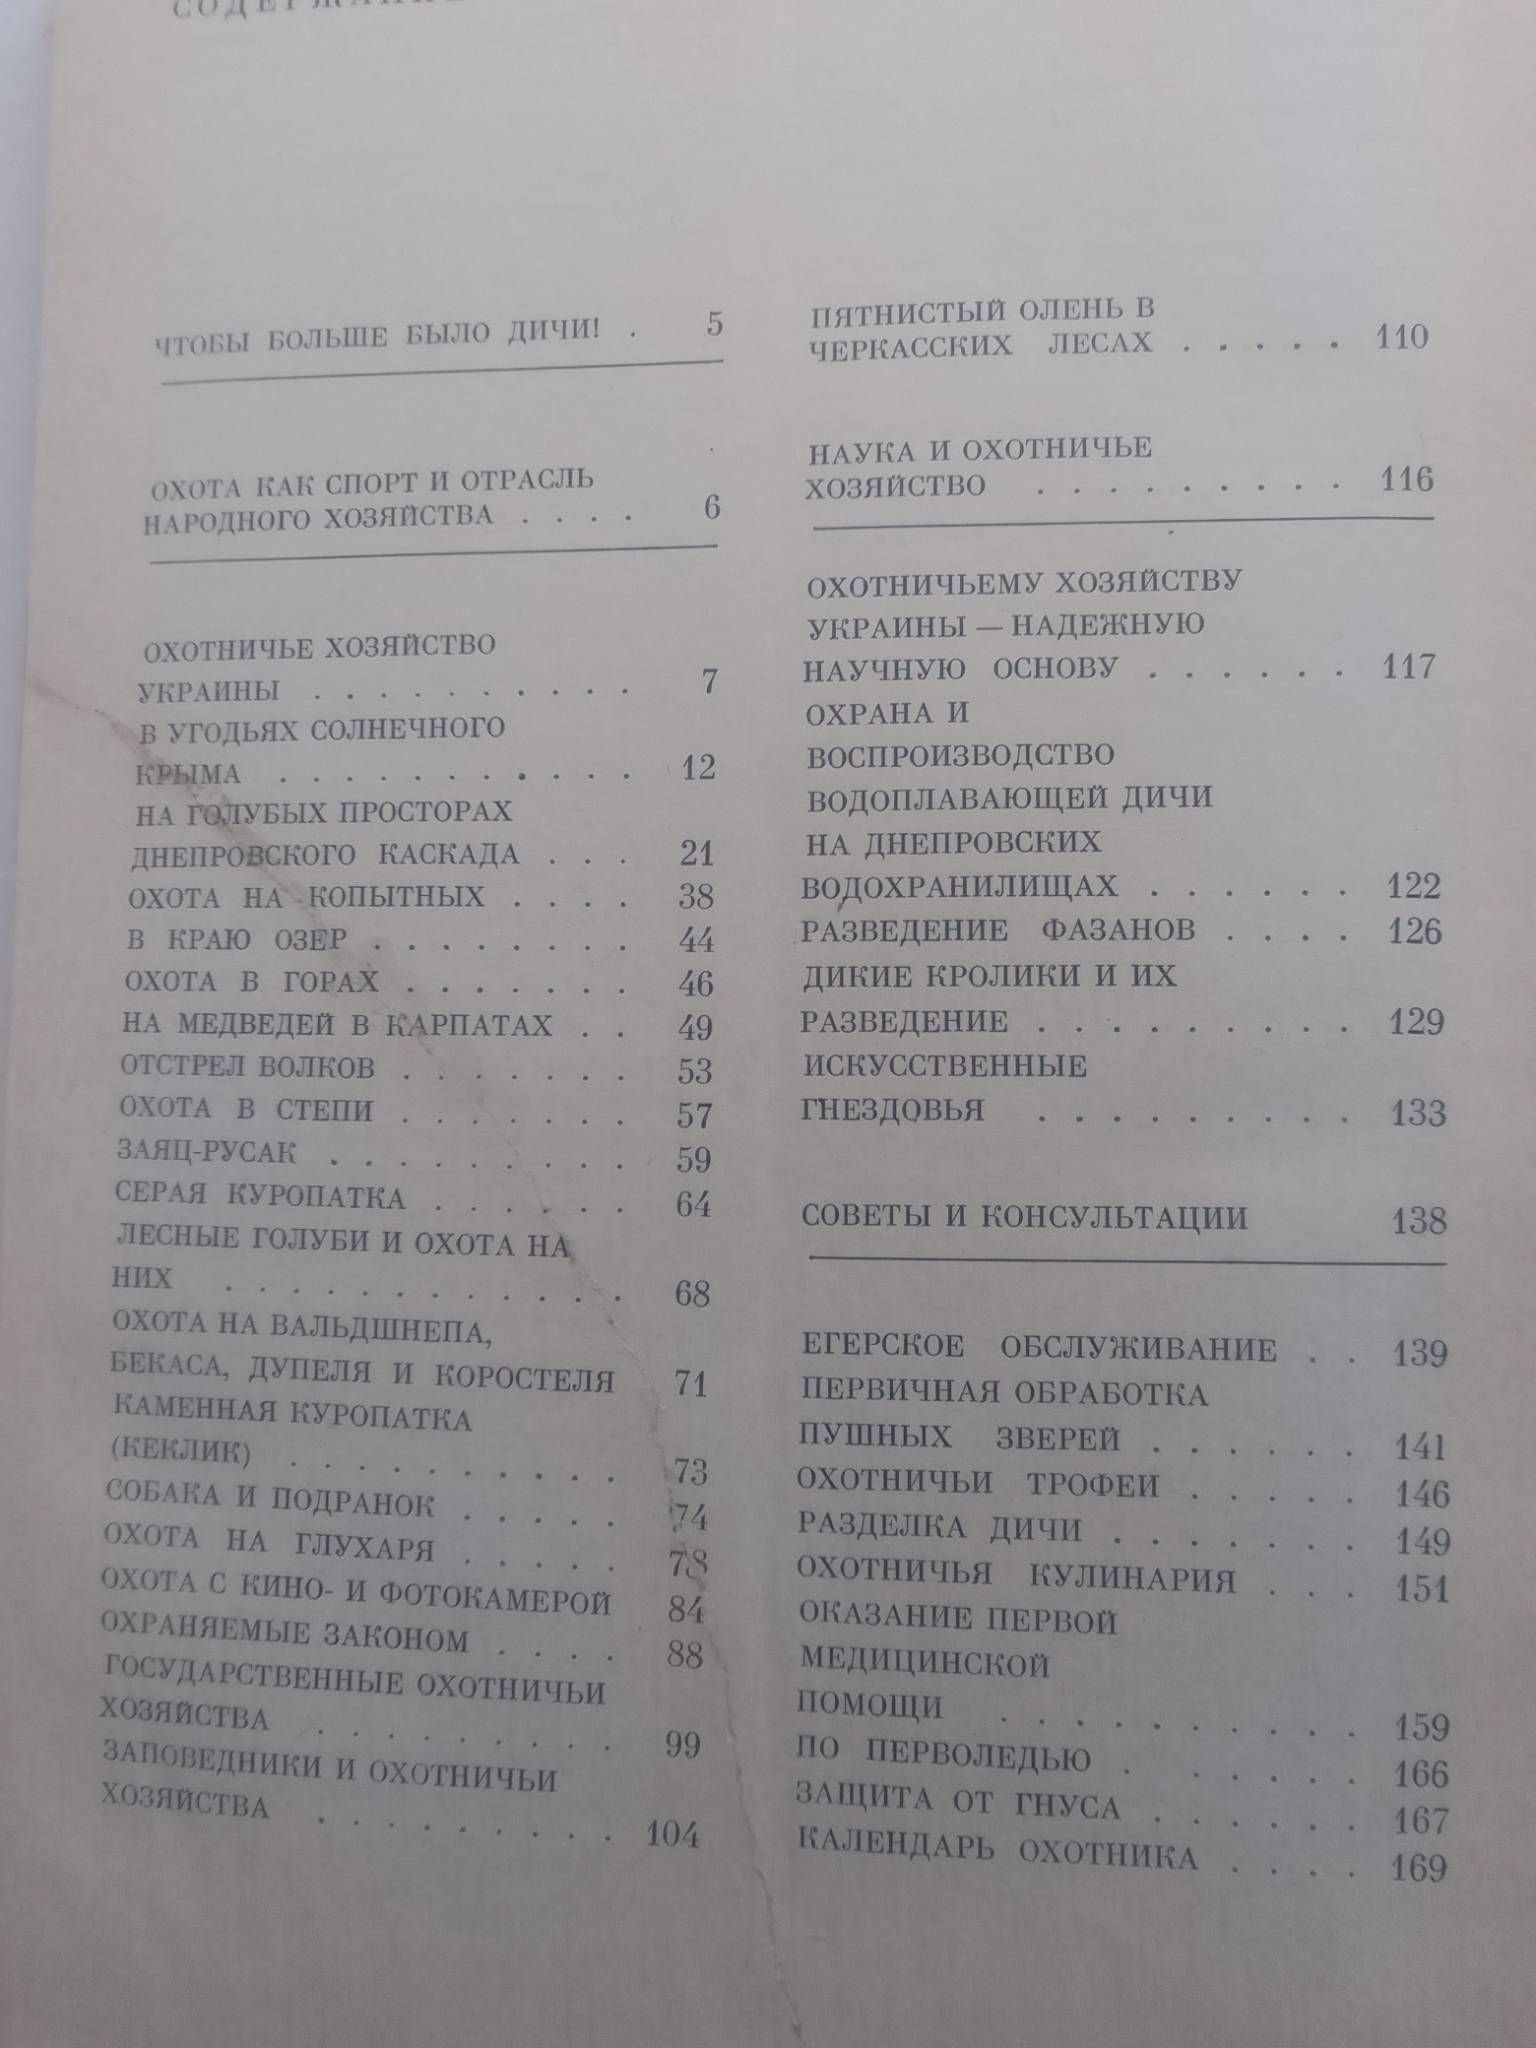 СОДЕРЖАНИЕ
ЧТОБЫ БОЛЬШЕ БЫЛО ДИЧИ! . 5
ОХОТА КАК СПОРТ И ОТРАСЛЬ
НАРОДНОГО ХОЗЯЙСТВА . . . . 6
ОХОТНИЧЬЕ ХОЗЯЙСТВО
УКРАИНЫ . . . . . . . . . . 7
В УГОДЬЯХ СОЛНЕЧНОГО
КРЫМА . . . . . . . . . . . 12
НА ГОЛУБЫХ ПРОСТОРАХ
ДНЕПРОВСКОГО КАСКАДА . . . 21
ОХОТА НА КОПЫТНЫХ . . . . 38
В КРАЮ ОЗЕР . . . . . . . . 44
ОХОТА В ГОРАХ . . . . . . . 46
НА МЕДВЕДЕЙ В КАРПАТАХ . . 49
ОТСТРЕЛ ВОЛКОВ . . . . . . . 53
ОХОТА В СТЕПИ . . . . . . . 57
ЗАЯЦ-РУСАК . . . . . . . . . 59
СЕРАЯ КУРОПАТКА . . . . . . 64
ЛЕСНЫЕ ГОЛУБИ И ОХОТА НА
НИХ . . . . . . . . . . . . 68
ОХОТА НА ВАЛЬДШНЕПА,
БЕКАСА, ДУПЕЛЯ И КОРОСТЕЛЯ 71
КАМЕННАЯ КУРОПАТКА
(КЕКЛИК) . . . . . . . . . . 73
СОБАКА И ПОДРАНОК . . . . . 74
ОХОТА НА ГЛУХАРЯ . . . . . 78
ОХОТА С КИНО- И ФОТОКАМЕРОЙ 84
ОХРАНЯЕМЫЕ ЗАКОНОМ . . . . 88
ГОСУДАРСТВЕННЫЕ ОХОТНИЧЬИ
ХОЗЯЙСТВА . . . . . . . . . 99
ЗАПОВЕДНИКИ И ОХОТНИЧЬИ
ХОЗЯЙСТВА . . . . . . . . . 104
ПЯТНИСТЫЙ ОЛЕНЬ В
ЧЕРКАССКИХ ЛЕСАХ . . . . . 110
НАУКА И ОХОТНИЧЬЕ
ХОЗЯЙСТВО . . . . . . . . . 116
ОХОТНИЧЬЕМУ ХОЗЯЙСТВУ
УКРАИНЫ — НАДЕЖНУЮ
НАУЧНУЮ ОСНОВУ . . . . . . 117
ОХРАНА И
ВОСПРОИЗВОДСТВО
ВОДОПЛАВАЮЩЕЙ ДИЧИ
НА ДНЕПРОВСКИХ
ВОДОХРАНИЛИЩАХ . . . . . . 122
РАЗВЕДЕНИЕ ФАЗАНОВ . . . . 126
ДИКИЕ КРОЛИКИ И ИХ
РАЗВЕДЕНИЕ . . . . . . . . . 129
ИСКУССТВЕННЫЕ
ГНЕЗДОВЬЯ . . . . . . . . . 133
СОВЕТЫ И КОНСУЛЬТАЦИИ 138
ЕГЕРСКОЕ ОБСЛУЖИВАНИЕ . . 139
ПЕРВИЧНАЯ ОБРАБОТКА
ПУШНЫХ ЗВЕРЕЙ . . . . . . 141
ОХОТНИЧЬИ ТРОФЕИ . . . . . 146
РАЗДЕЛКА ДИЧИ . . . . . . . 149
ОХОТНИЧЬЯ КУЛИНАРИЯ . . . 151
ОКАЗАНИЕ ПЕРВОЙ
МЕДИЦИНСКОЙ
ПОМОЩИ . . . . . . . . . . 159
ПО ПЕРВОЛЕДЬЮ . . . . . . 166
ЗАЩИТА ОТ ГНУСА . . . . . . 167
КАЛЕНДАРЬ ОХОТНИКА . . . . 169